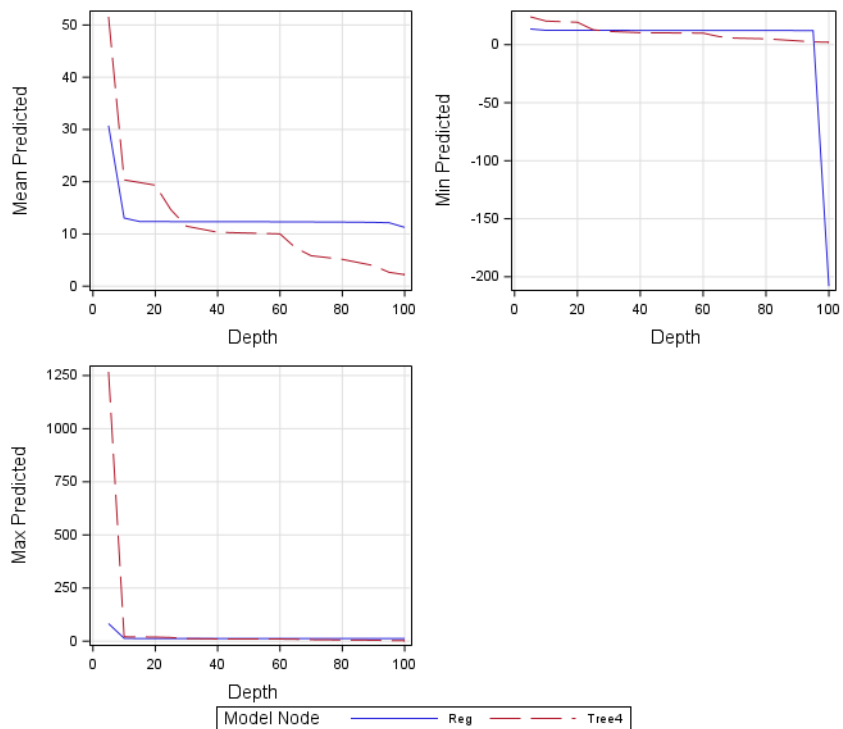 Mean Predicted
50
40
30
20
10
0
0 20 40 60 80 100
Depth
Min Predicted
0
-50
-100
-150
-200
0 20 40 60 80 100
Depth
Max Predicted
1250
1000
750
500
250
0
0 20 40 60 80 100
Depth
Model Node Reg Tree4